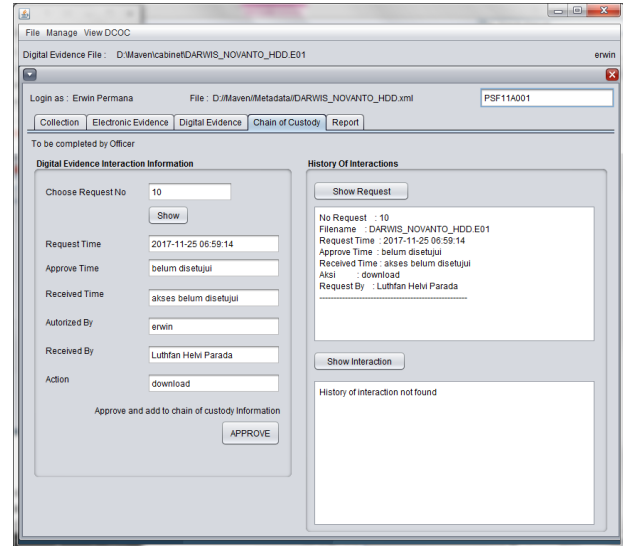 File Manage View DCOC
Digital Evidence File : D:\Maven\cabinet\DARWIS_NOVANTO_HDD.E01 erwin
Login as : Erwin Permana File : D://Maven//Metadata//DARWIS_NOVANTO_HDD.xml PSF11A001
Collection Electronic Evidence Digital Evidence Chain of Custody Report
To be completed by Officer
Digital Evidence Interaction Information
Choose Request No 10
Show
Request Time 2017-11-25 06:59:14
Approve Time belum disetujui
Received Time akses belum disetujui
Autorized By erwin
Received By Luthfan Helvi Parada
Action download
Approve and add to chain of custody Information
APPROVE
History Of Interactions
Show Request
No Request : 10
Filename : DARWIS_NOVANTO_HDD.E01
Request Time : 2017-11-25 06:59:14
Approve Time : belum disetujui
Received Time : akses belum disetujui
Aksi : download
Request By : Luthfan Helvi Parada
--------------------------------------------------
Show Interaction
History of interaction not found